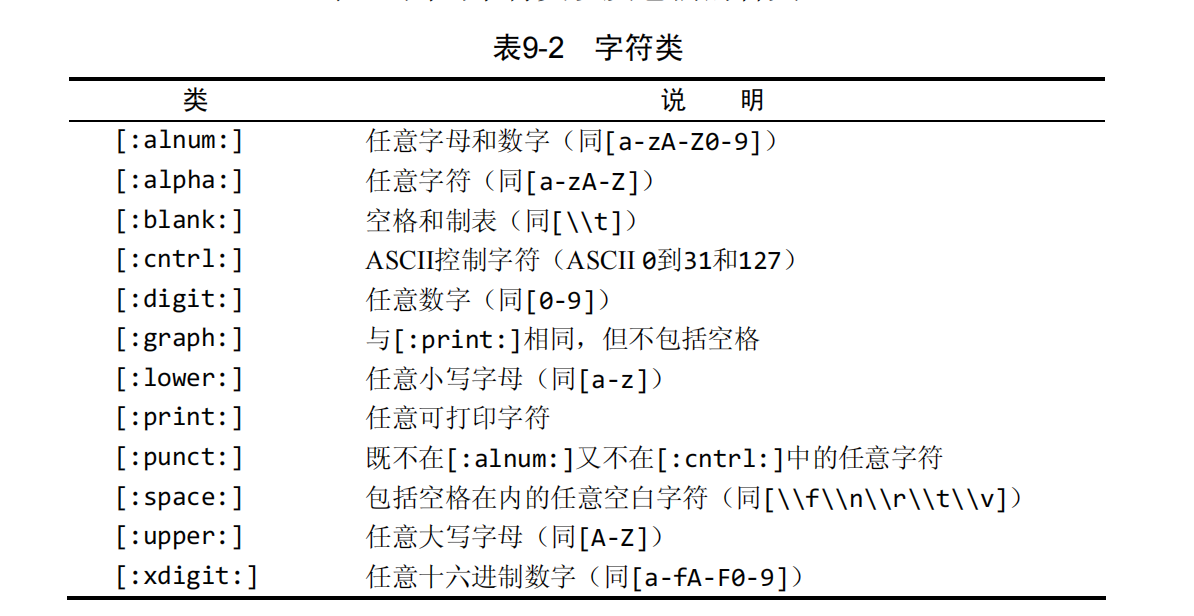 表9-2 字符类
类 说 明
[:alnum:] 任意字母和数字（同[a-zA-Z0-9]）
[:alpha:] 任意字符（同[a-zA-Z]）
[:blank:] 空格和制表（同[\\t]）
[:cntrl:] ASCII控制字符（ASCII 0到31和127）
[:digit:] 任意数字（同[0-9]）
[:graph:] 与[:print:]相同，但不包括空格
[:lower:] 任意小写字母（同[a-z]）
[:print:] 任意可打印字符
[:punct:] 既不在[:alnum:]又不在[:cntrl:]中的任意字符
[:space:] 包括空格在内的任意空白字符（同[\\f\\n\\r\\t\\v]）
[:upper:] 任意大写字母（同[A-Z]）
[:xdigit:] 任意十六进制数字（同[a-fA-F0-9]）